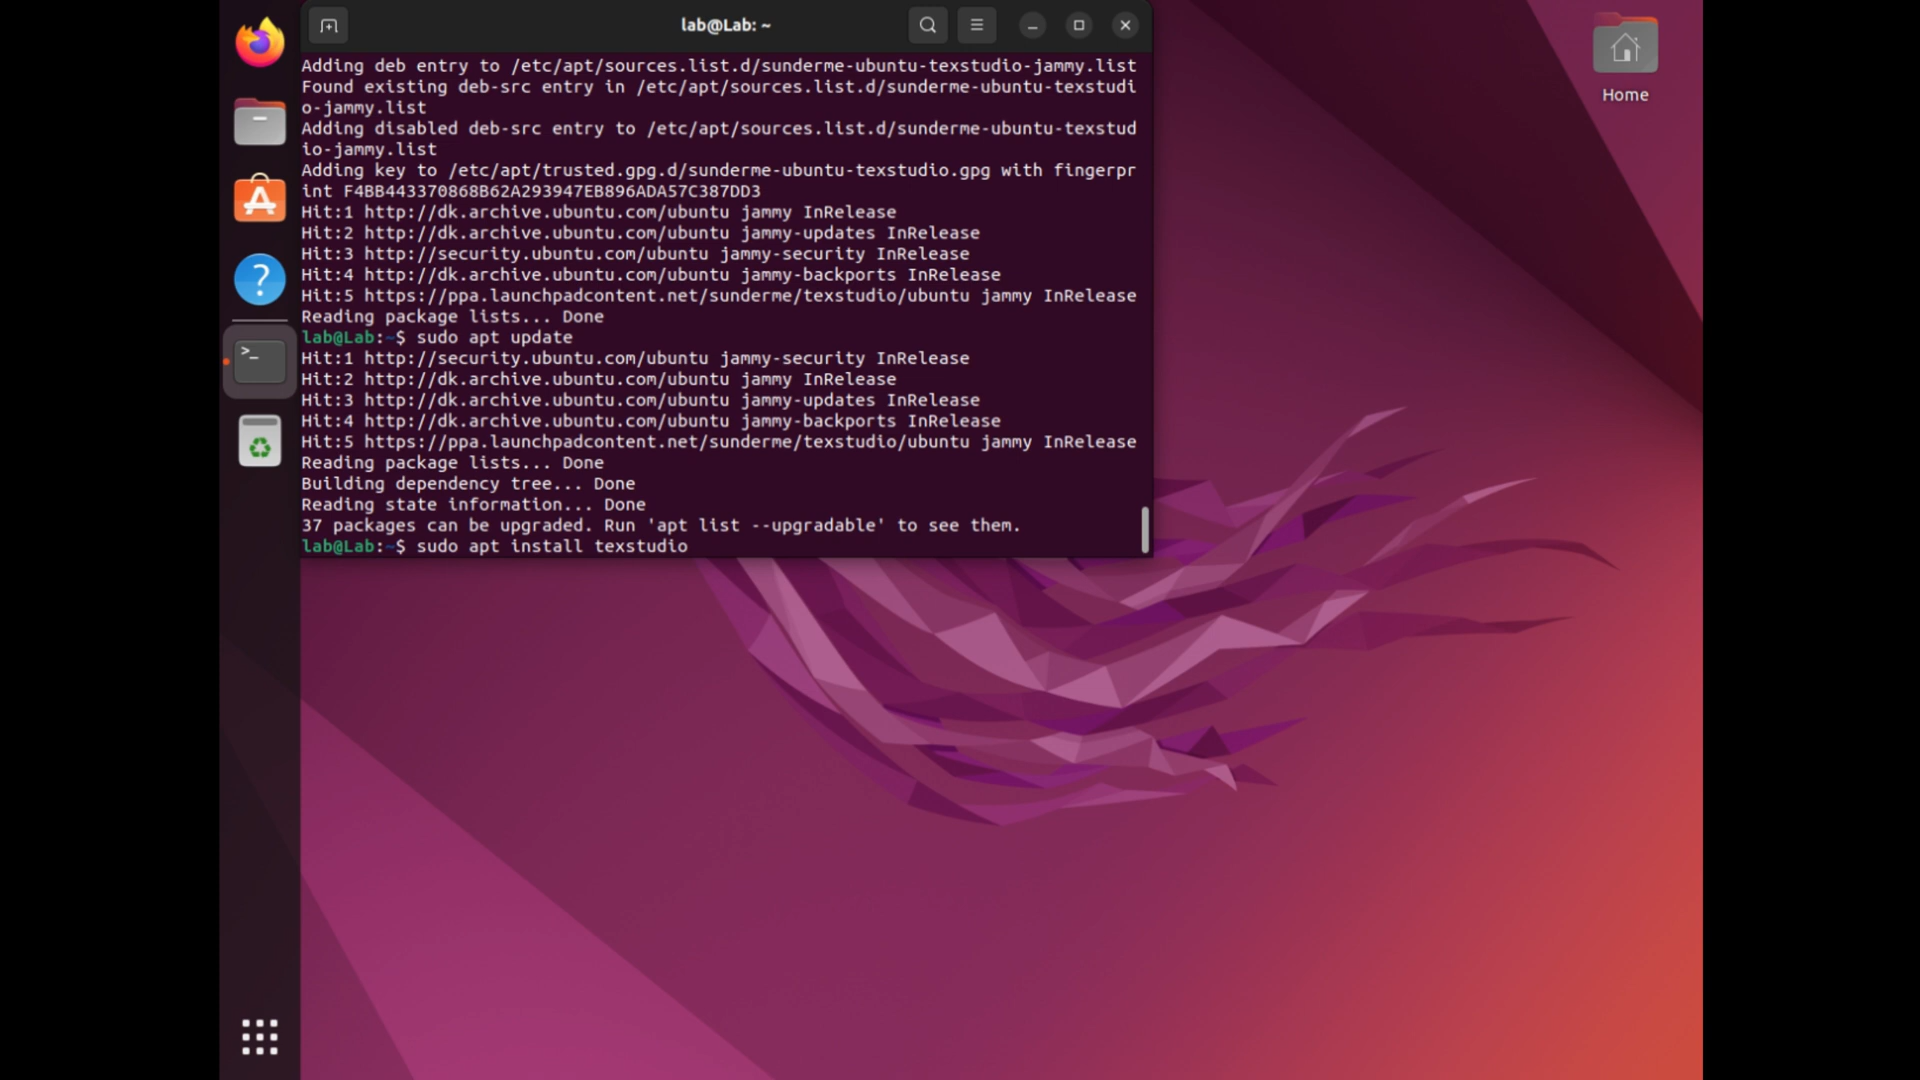 lab@Lab: ~
Adding deb entry to /etc/apt/sources.list.d/sunderme-ubuntu-texstudio-jammy.list
Found existing deb-src entry in /etc/apt/sources.list.d/sunderme-ubuntu-texstudi
o-jammy.list
Adding disabled deb-src entry to /etc/apt/sources.list.d/sunderme-ubuntu-texstud
io-jammy.list
Adding key to /etc/apt/trusted.gpg.d/sunderme-ubuntu-texstudio.gpg with fingerpr
int F4BB443370868B62A293947EB896ADA57C387DD3
Hit:1 http://dk.archive.ubuntu.com/ubuntu jammy InRelease
Hit:2 http://dk.archive.ubuntu.com/ubuntu jammy-updates InRelease
Hit:3 http://security.ubuntu.com/ubuntu jammy-security InRelease
Hit:4 http://dk.archive.ubuntu.com/ubuntu jammy-backports InRelease
Hit:5 https://ppa.launchpadcontent.net/sunderme/texstudio/ubuntu jammy InRelease
Reading package lists... Done
lab@Lab:~$ sudo apt update
Hit:1 http://security.ubuntu.com/ubuntu jammy-security InRelease
Hit:2 http://dk.archive.ubuntu.com/ubuntu jammy InRelease
Hit:3 http://dk.archive.ubuntu.com/ubuntu jammy-updates InRelease
Hit:4 http://dk.archive.ubuntu.com/ubuntu jammy-backports InRelease
Hit:5 https://ppa.launchpadcontent.net/sunderme/texstudio/ubuntu jammy InRelease
Reading package lists... Done
Building dependency tree... Done
Reading state information... Done
37 packages can be upgraded. Run 'apt list --upgradable' to see them.
lab@Lab:~$ sudo apt install texstudio
Home